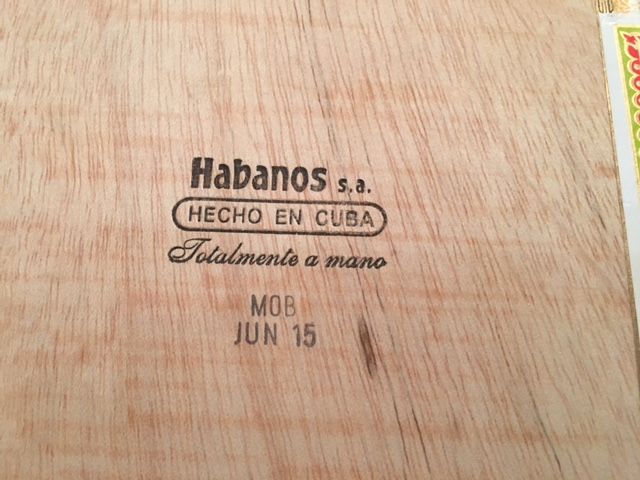 Habanos s.a.
HECHO EN CUBA
Totalmente a mano
MOB
JUN 15